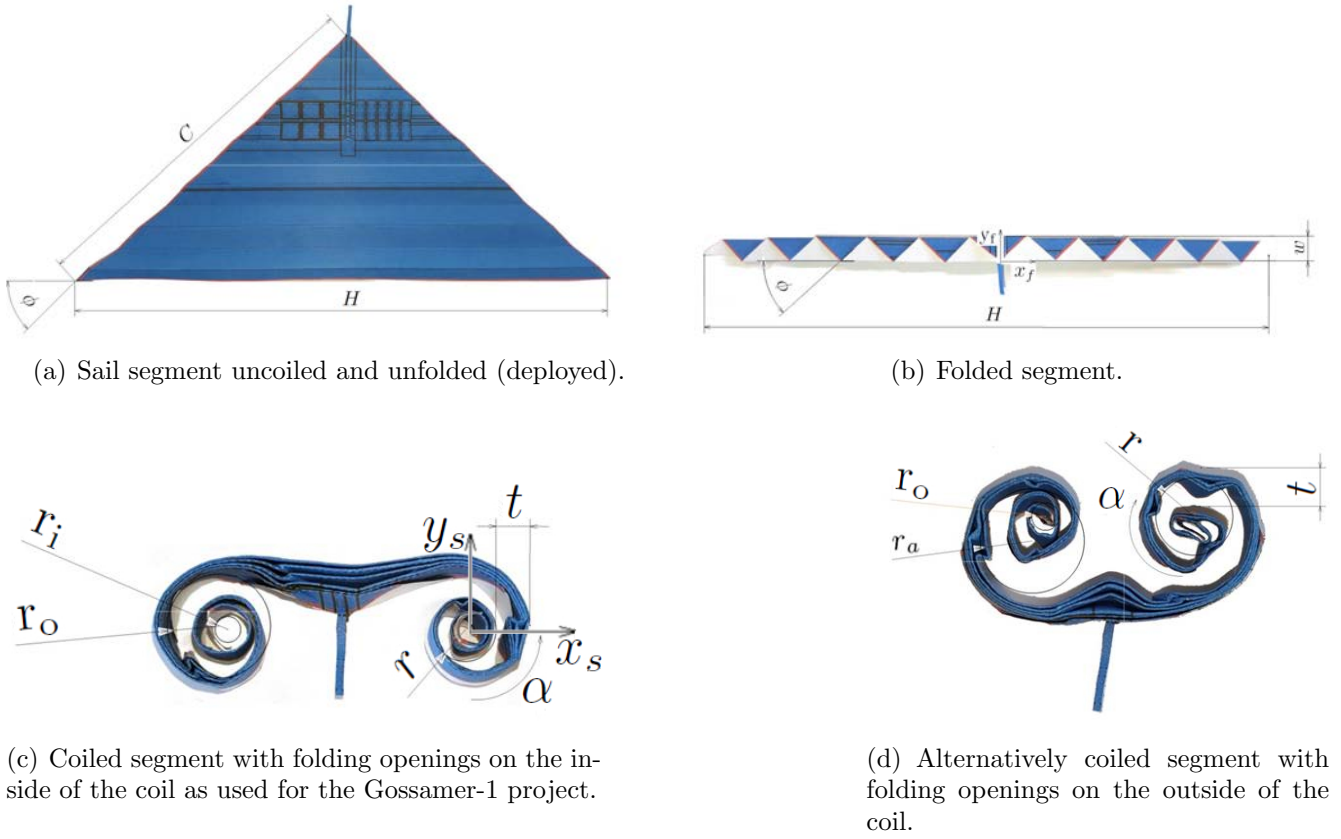 C
ϕ
H
(a) Sail segment uncoiled and unfolded (deployed).
y_f
x_f
w
ϕ
H
(b) Folded segment.
r_i
r_o
y_s
t
x_s
r
α
(c) Coiled segment with folding openings on the in-
side of the coil as used for the Gossamer-1 project.
r
r_o
α
t
r_a
(d) Alternatively coiled segment with
folding openings on the outside of the
coil.